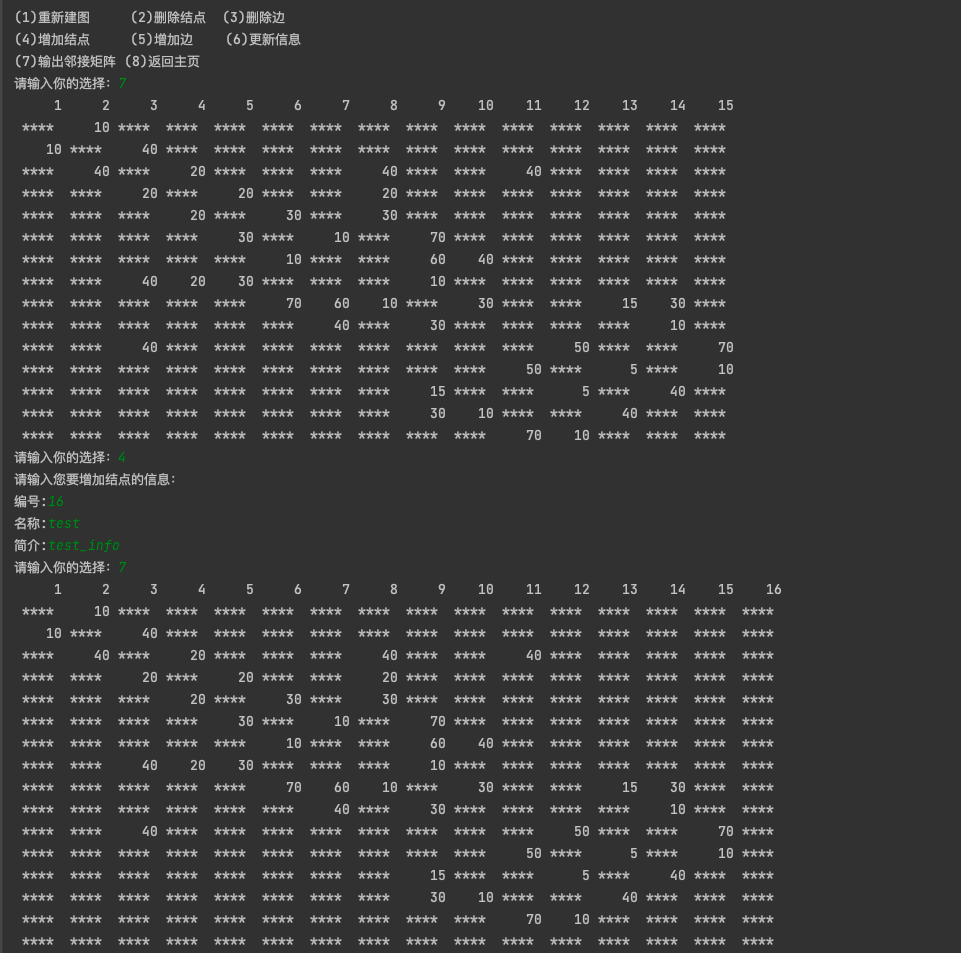 (1)重新建图     (2)删除结点  (3)删除边
(4)增加结点     (5)增加边    (6)更新信息
(7)输出邻接矩阵 (8)返回主页
请输入你的选择: 7
     1     2     3     4     5     6     7     8     9    10    11    12    13    14    15
 ****     10 ****  ****  ****  ****  ****  ****  ****  ****  ****  ****  ****  ****  ****
    10 ****     40 ****  ****  ****  ****  ****  ****  ****  ****  ****  ****  ****  ****
 ****     40 ****     20 ****  ****  ****     40 ****  ****     40 ****  ****  ****  ****
 ****  ****     20 ****     20 ****  ****     20 ****  ****  ****  ****  ****  ****  ****
 ****  ****  ****     20 ****     30 ****     30 ****  ****  ****  ****  ****  ****  ****
 ****  ****  ****  ****     30 ****     10 ****     70 ****  ****  ****  ****  ****  ****
 ****  ****  ****  ****  ****     10 ****  ****     60    40 ****  ****  ****  ****  ****
 ****  ****     40    20    30 ****  ****  ****     10 ****  ****  ****  ****  ****  ****
 ****  ****  ****  ****  ****     70    60    10 ****     30 ****  ****     15    30 ****
 ****  ****  ****  ****  ****  ****     40 ****     30 ****  ****  ****  ****     10 ****
 ****  ****     40 ****  ****  ****  ****  ****  ****  ****  ****     50 ****  ****     70
 ****  ****  ****  ****  ****  ****  ****  ****  ****  ****     50 ****      5 ****     10
 ****  ****  ****  ****  ****  ****  ****  ****     15 ****  ****      5 ****     40 ****
 ****  ****  ****  ****  ****  ****  ****  ****     30    10 ****  ****     40 ****  ****
 ****  ****  ****  ****  ****  ****  ****  ****  ****  ****     70    10 ****  ****  ****
请输入你的选择: 4
请输入您要增加结点的信息:
编号:16
名称:test
简介:test_info
请输入你的选择: 7
     1     2     3     4     5     6     7     8     9    10    11    12    13    14    15    16
 ****     10 ****  ****  ****  ****  ****  ****  ****  ****  ****  ****  ****  ****  ****  ****
    10 ****     40 ****  ****  ****  ****  ****  ****  ****  ****  ****  ****  ****  ****  ****
 ****     40 ****     20 ****  ****  ****     40 ****  ****     40 ****  ****  ****  ****  ****
 ****  ****     20 ****     20 ****  ****     20 ****  ****  ****  ****  ****  ****  ****  ****
 ****  ****  ****     20 ****     30 ****     30 ****  ****  ****  ****  ****  ****  ****  ****
 ****  ****  ****  ****     30 ****     10 ****     70 ****  ****  ****  ****  ****  ****  ****
 ****  ****  ****  ****  ****     10 ****  ****     60    40 ****  ****  ****  ****  ****  ****
 ****  ****     40    20    30 ****  ****  ****     10 ****  ****  ****  ****  ****  ****  ****
 ****  ****  ****  ****  ****     70    60    10 ****     30 ****  ****     15    30 ****  ****
 ****  ****  ****  ****  ****  ****     40 ****     30 ****  ****  ****  ****     10 ****  ****
 ****  ****     40 ****  ****  ****  ****  ****  ****  ****  ****     50 ****  ****     70 ****
 ****  ****  ****  ****  ****  ****  ****  ****  ****  ****     50 ****      5 ****     10 ****
 ****  ****  ****  ****  ****  ****  ****  ****     15 ****  ****      5 ****     40 ****  ****
 ****  ****  ****  ****  ****  ****  ****  ****     30    10 ****  ****     40 ****  ****  ****
 ****  ****  ****  ****  ****  ****  ****  ****  ****  ****     70    10 ****  ****  ****  ****
 ****  ****  ****  ****  ****  ****  ****  ****  ****  ****  ****  ****  ****  ****  ****  ****